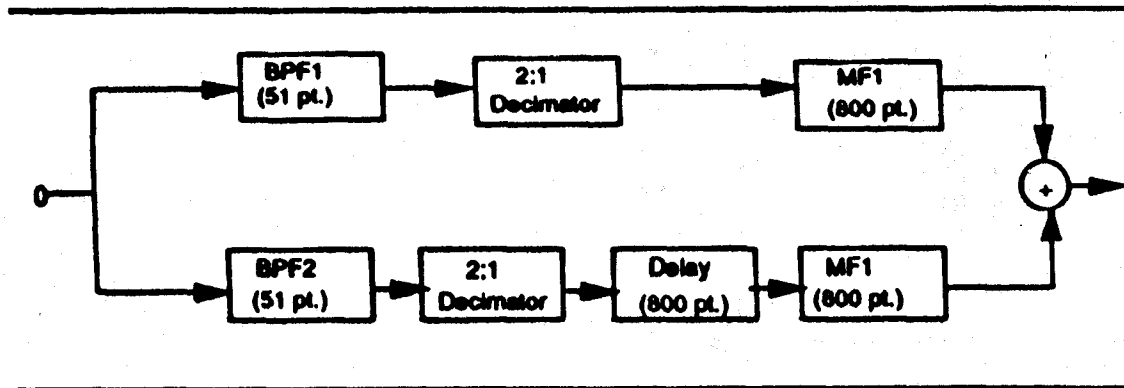 BPF1
(51 pt.)
2:1
Decimator
MF1
(800 pt.)
+
BPF2
(51 pt.)
2:1
Decimator
Delay
(800 pt.)
MF1
(800 pt.)